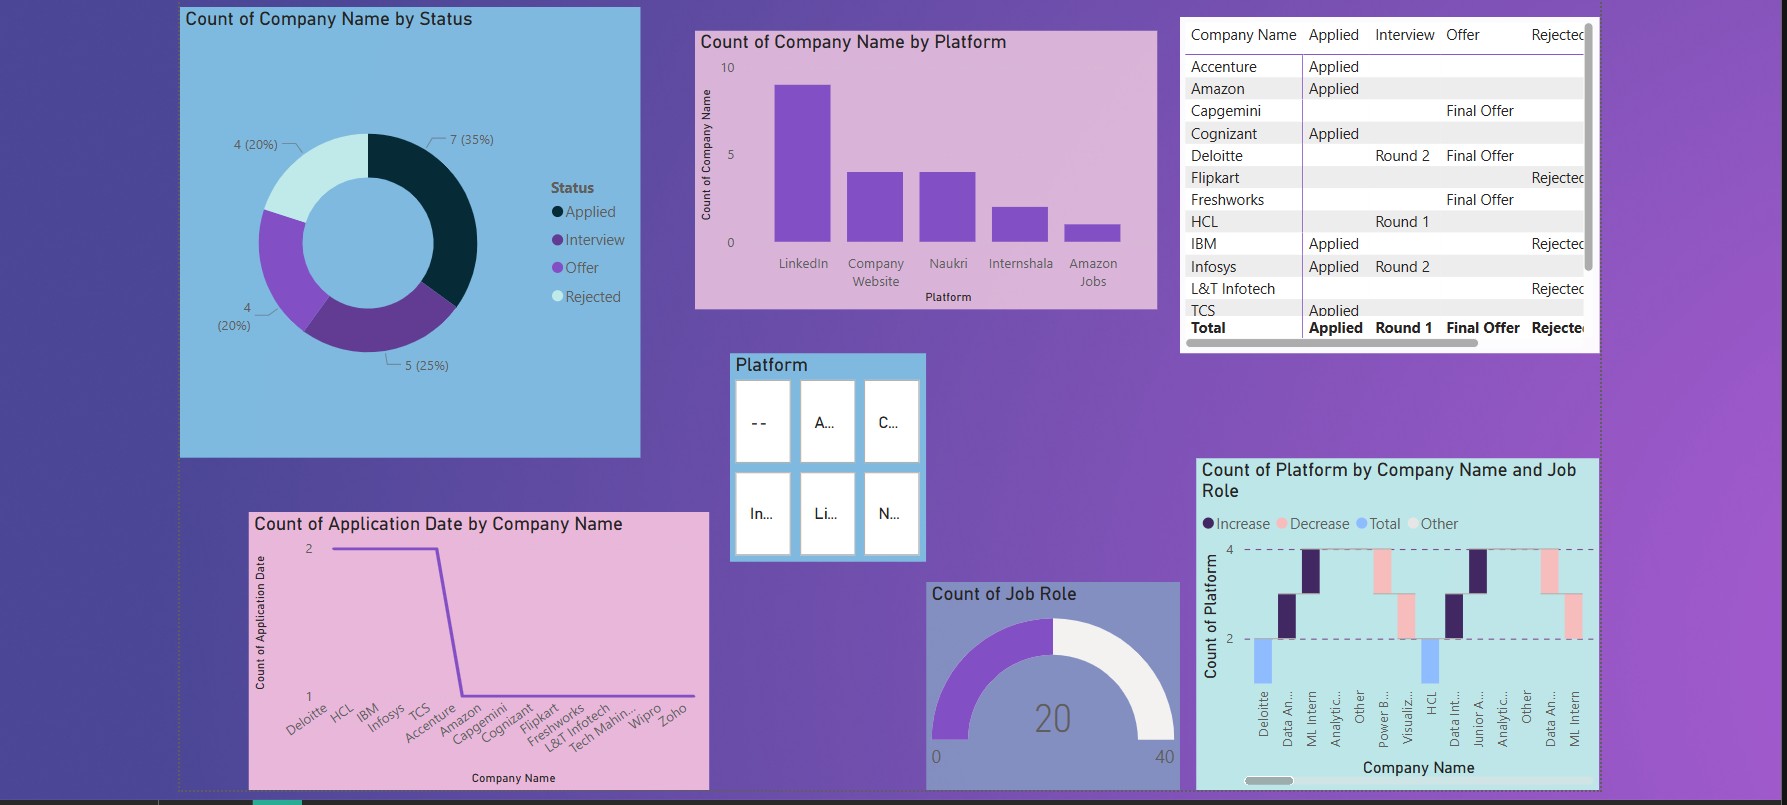 Count of Company Name by Status
4 (20%)
7 (35%)
4
(20%)
5 (25%)
Status
Applied
Interview
Offer
Rejected
Count of Company Name by Platform
Count of Company Name
10
5
0
LinkedIn
Company
Website
Naukri
Internshala
Amazon
Jobs
Platform
Company Name Applied Interview Offer Rejected
Accenture Applied
Amazon Applied
Capgemini Final Offer
Cognizant Applied
Deloitte Round 2 Final Offer
Flipkart Rejected
Freshworks Final Offer
HCL Round 1
IBM Applied Rejected
Infosys Applied Round 2
L&T Infotech Rejected
TCS Applied
Total Applied Round 1 Final Offer Rejected
Platform
-- A... C...
In... Li... N...
Count of Application Date by Company Name
Count of Application Date
2
1
Deloitte
HCL
IBM
Infosys
TCS
Accenture
Amazon
Capgemini
Cognizant
Flipkart
Freshworks
L&T Infotech
Tech Mahin...
Wipro
Zoho
Company Name
Count of Job Role
20
0 40
Count of Platform by Company Name and Job
Role
Increase Decrease Total Other
Count of Platform
4
2
Deloitte
Data An...
ML Intern
Analytic...
Other
Power B...
Visualiz...
HCL
Data Int...
Junior A...
Analytic...
Other
Data An...
ML Intern
Company Name